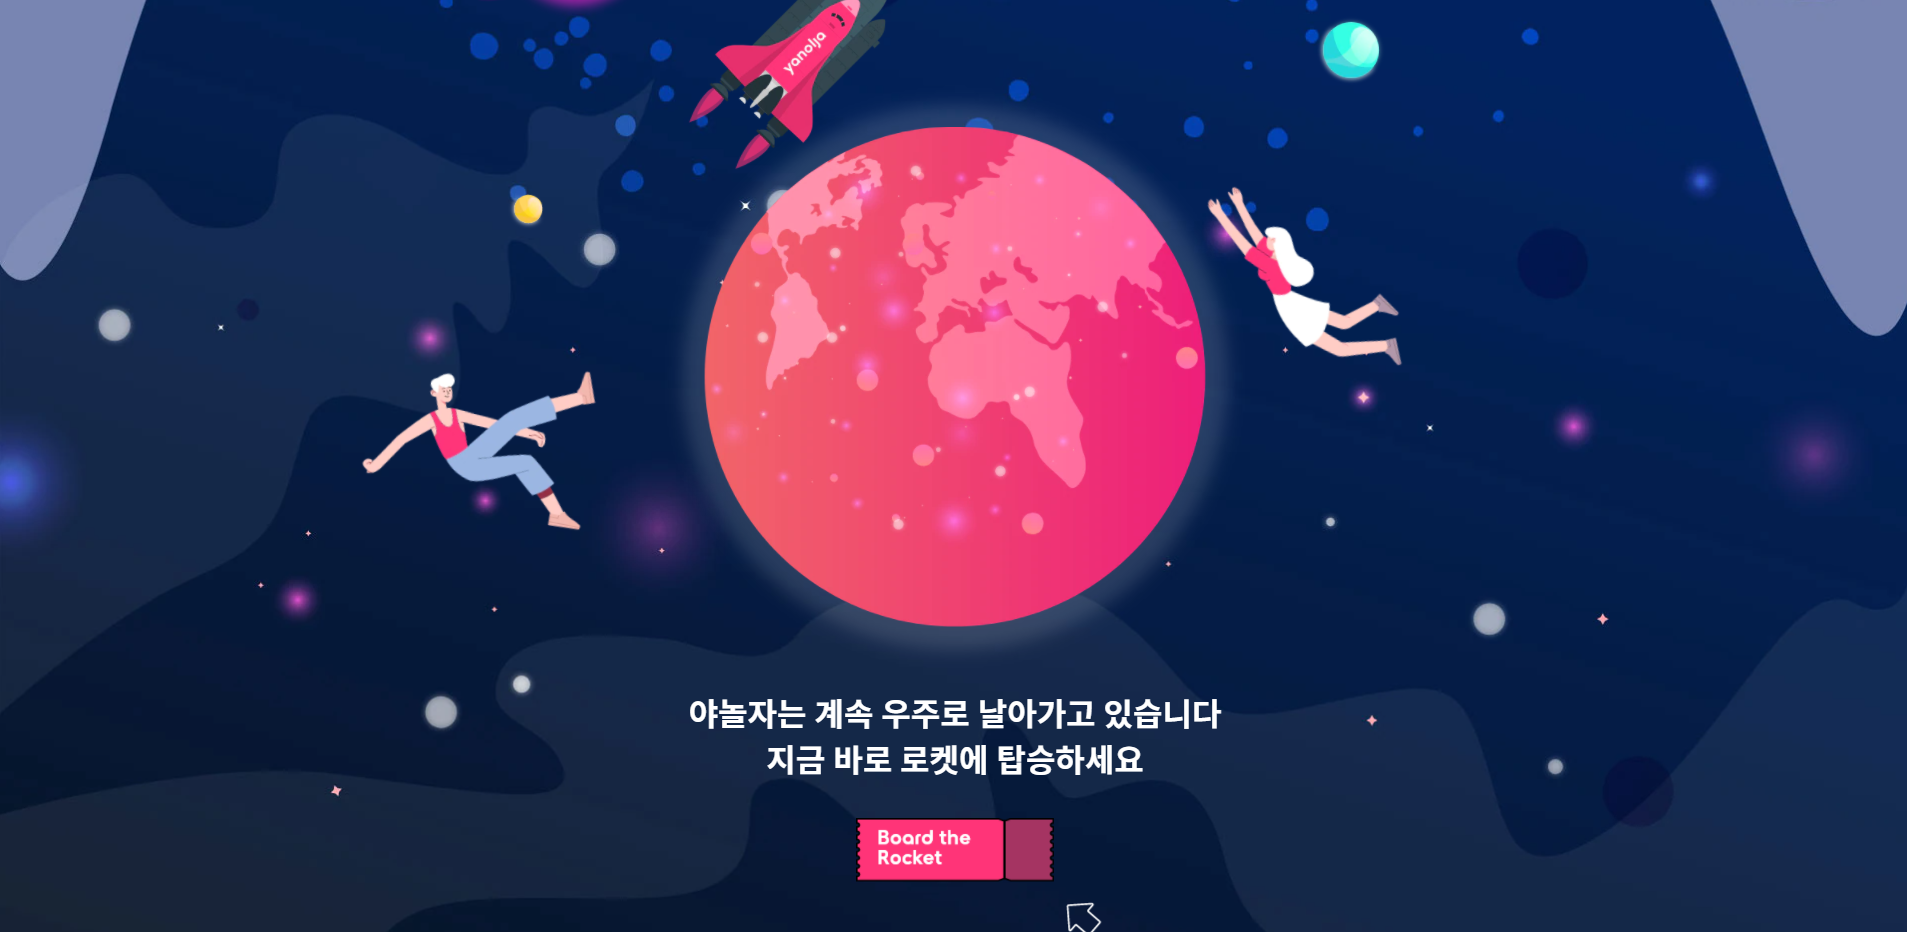 yanolja
야놀자는 계속 우주로 날아가고 있습니다
지금 바로 로켓에 탑승하세요
Board the
Rocket